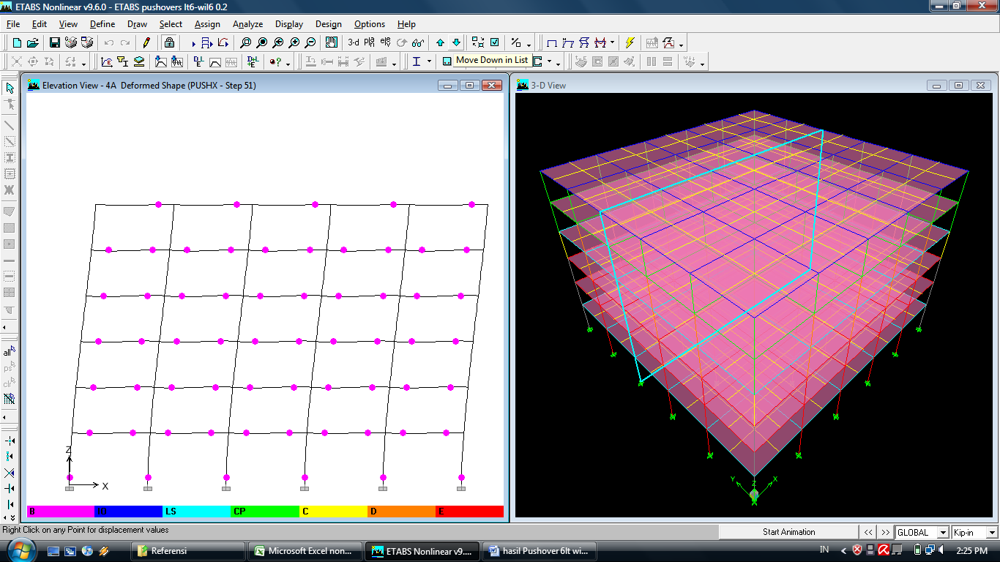 ETABS Nonlinear v9.6.0 - ETABS pushovers lt6-wil6 0.2
File Edit View Define Draw Select Assign Analyze Display Design Options Help
3-d
Move Down in List
Elevation View - 4A Deformed Shape (PUSHX - Step 51)
3-D View
all
ps
clr
Z
X
Y
Z
X
B IO LS CP C D E
Right Click on any Point for displacement values
Start Animation << >> GLOBAL Kip-in
Referensi
Microsoft Excel non...
ETABS Nonlinear v9....
hasil Pushover 6lt wi...
IN
2:25 PM